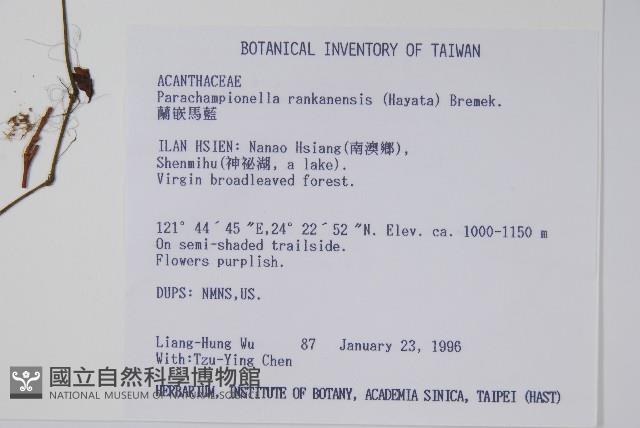 BOTANICAL INVENTORY OF TAIWAN
ACANTHACEAE
Parachampionella rankanensis (Hayata) Bremek.
蘭嵌馬藍
ILAN HSIEN: Nanao Hsiang(南澳鄉),
Shenmihu(神祕湖, a lake).
Virgin broadleaved forest.
121° 44´45 ˝E,24° 22´52 ˝N. Elev. ca. 1000-1150 m
On semi-shaded trailside.
Flowers purplish.
DUPS: NMNS,US.
Liang-Hung Wu 87 January 23, 1996
With:Tzu-Ying Chen
HERBARIUM, INSTITUTE OF BOTANY, ACADEMIA SINICA, TAIPEI (HAST)
國立自然科學博物館
NATIONAL MUSEUM OF NATURAL SCIENCE